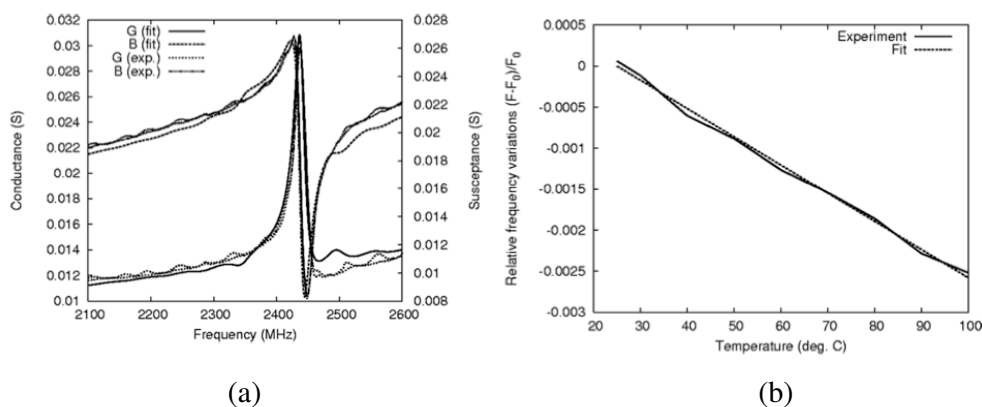 G (fit)
B (fit)
G (exp.)
B (exp.)
Conductance (S)
0.032
0.03
0.028
0.026
0.024
0.022
0.02
0.018
0.016
0.014
0.012
0.01
2100 2200 2300 2400 2500 2600
Frequency (MHz)
0.028
0.026
0.024
0.022
0.02
0.018
0.016
0.014
0.012
0.01
0.008
Susceptance (S)
(a)
Experiment
Fit
Relative frequency variations (F-F0)/F0
0.0005
0
-0.0005
-0.001
-0.0015
-0.002
-0.0025
-0.003
20 30 40 50 60 70 80 90 100
Temperature (deg. C)
(b)